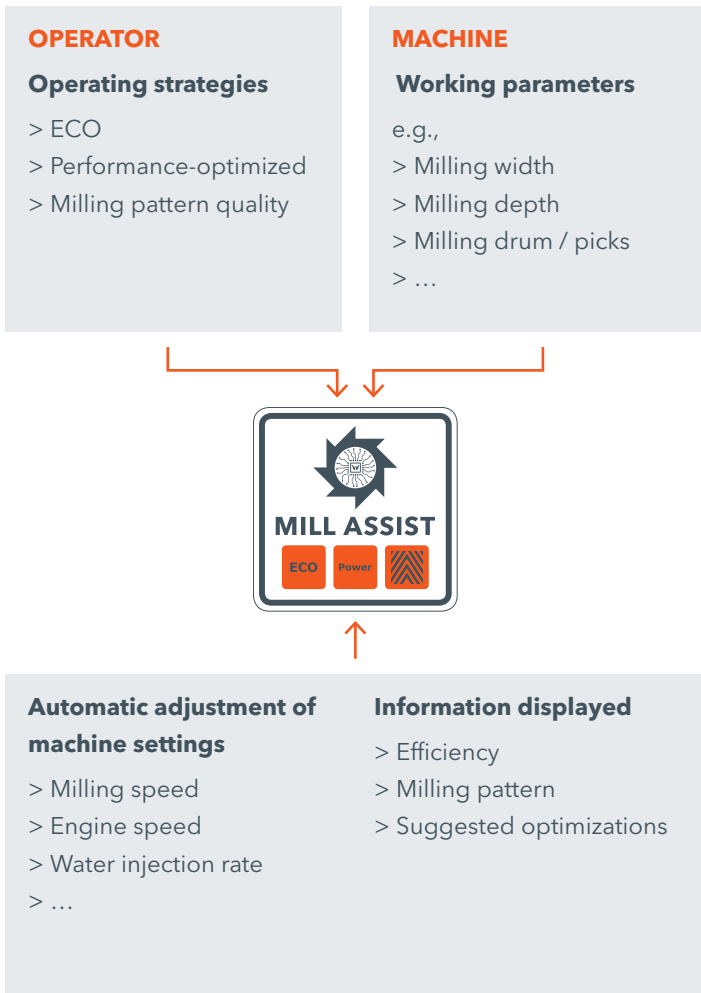 OPERATOR
Operating strategies
> ECO
> Performance-optimized
> Milling pattern quality
MACHINE
Working parameters
e.g.,
> Milling width
> Milling depth
> Milling drum / picks
> …
MILL ASSIST
ECO
Power
Automatic adjustment of
machine settings
> Milling speed
> Engine speed
> Water injection rate
> …
Information displayed
> Efficiency
> Milling pattern
> Suggested optimizations